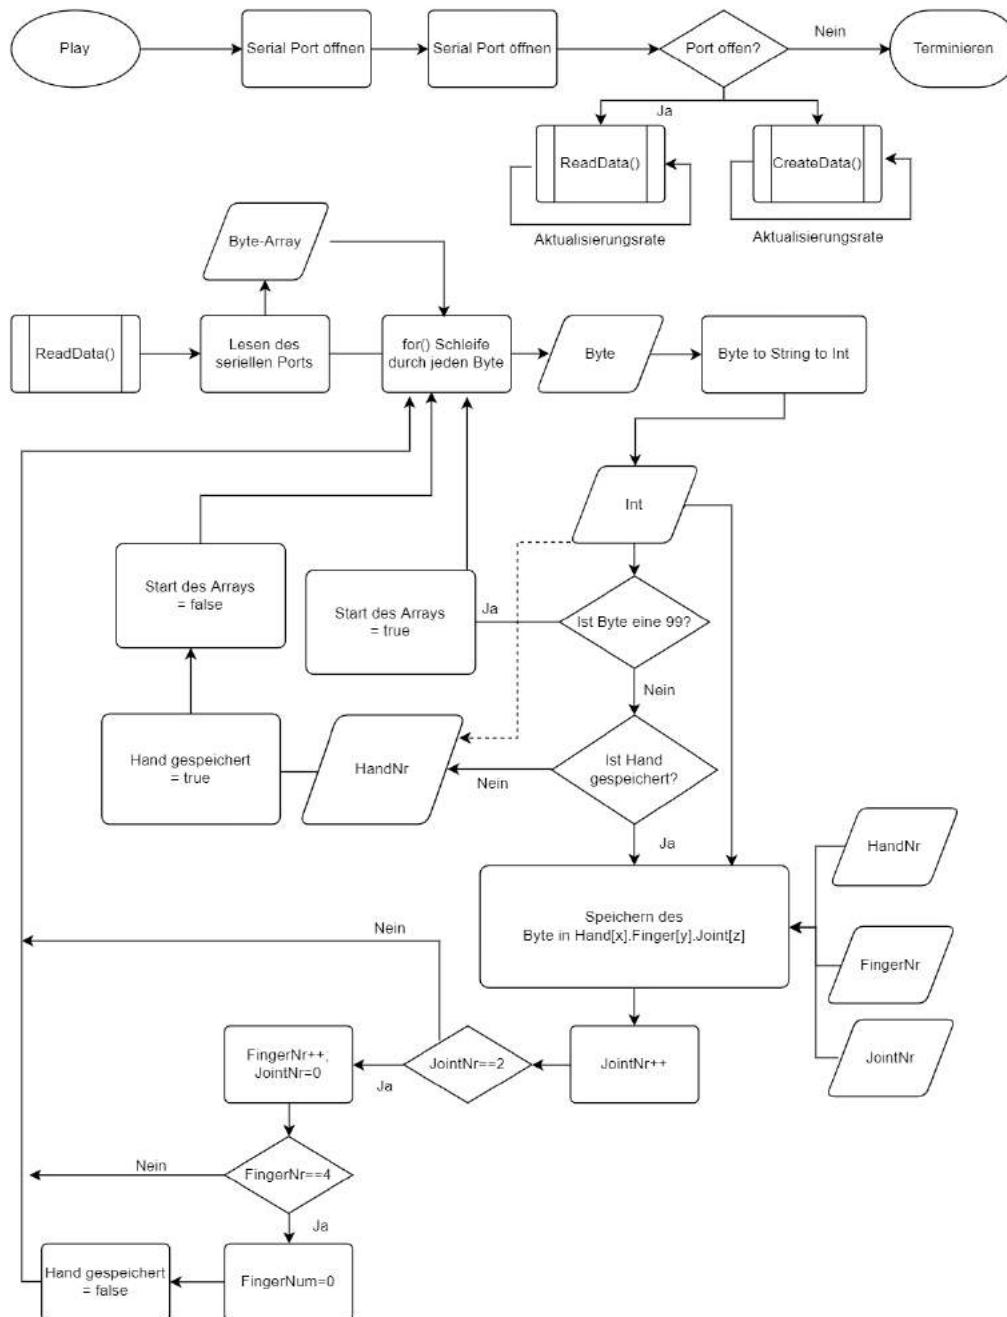 Play
Serial Port öffnen
Serial Port öffnen
Port offen?
Nein
Terminieren
Ja
ReadData()
CreateData()
Aktualisierungsrate
Aktualisierungsrate
Byte-Array
ReadData()
Lesen des
seriellen Ports
for() Schleife
durch jeden Byte
Byte
Byte to String to Int
Int
Start des Arrays
= false
Start des Arrays
= true
Ja
Ist Byte eine 99?
Nein
Hand gespeichert
= true
HandNr
Nein
Ist Hand
gespeichert?
Ja
HandNr
Speichern des
Byte in Hand[x].Finger[y].Joint[z]
Nein
FingerNr
FingerNr++;
JointNr=0
Ja
JointNr==2
JointNr++
JointNr
Nein
FingerNr==4
Ja
Hand gespeichert
= false
FingerNum=0